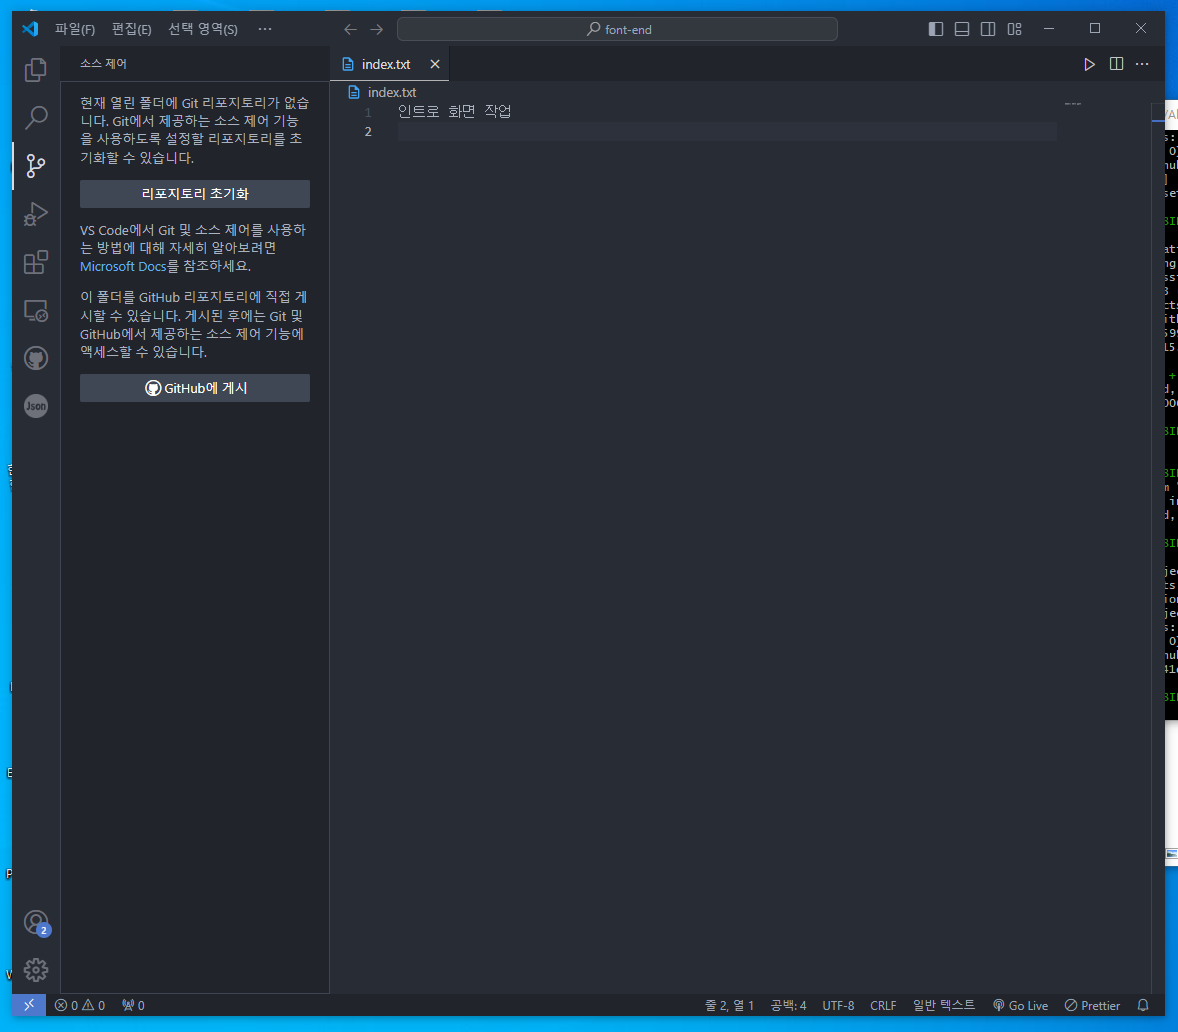 파일(F) 편집(E) 선택 영역(S) ··· font-end
소스 제어
index.txt
index.txt
현재 열린 폴더에 Git 리포지토리가 없습
니다. Git에서 제공하는 소스 제어 기능
을 사용하도록 설정할 리포지토리를 초
기화할 수 있습니다.
리포지토리 초기화
VS Code에서 Git 및 소스 제어를 사용하
는 방법에 대해 자세히 알아보려면
Microsoft Docs를 참조하세요.
이 폴더를 GitHub 리포지토리에 직접 게
시할 수 있습니다. 게시된 후에는 Git 및
GitHub에서 제공하는 소스 제어 기능에
액세스할 수 있습니다.
GitHub에 게시
Json
1 인트로 화면 작업
2
2
0 0 0 줄 2, 열 1 공백: 4 UTF-8 CRLF 일반 텍스트 Go Live Prettier